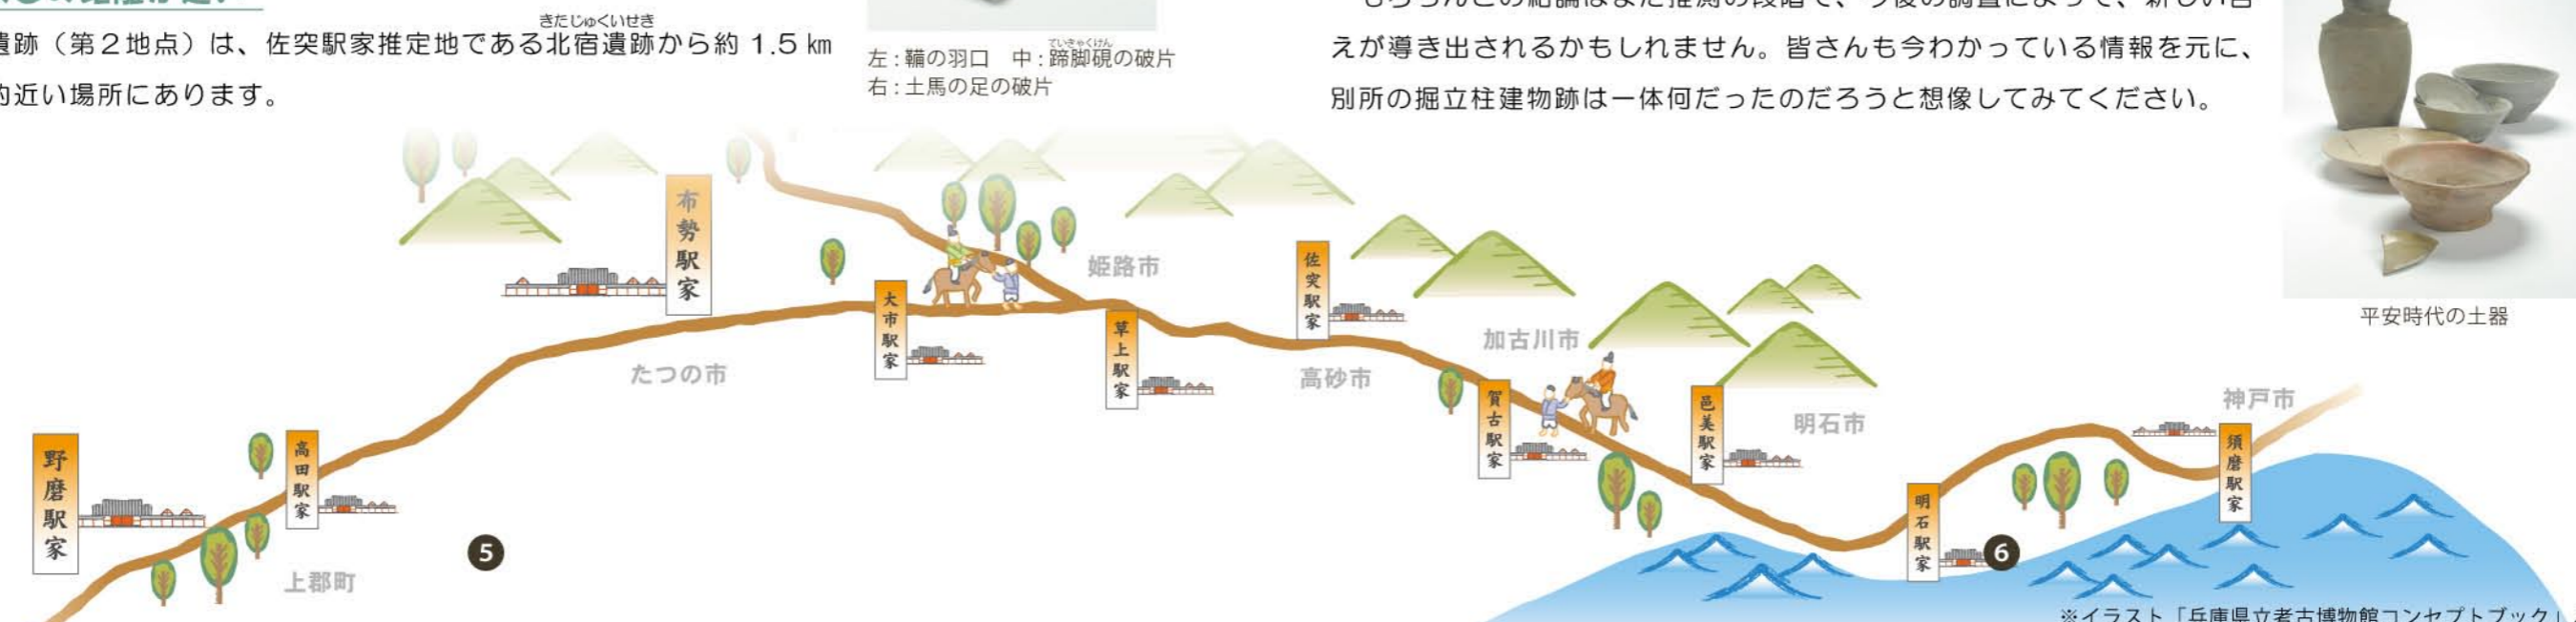 きたじゅくいせき
遺跡（第２地点）は、佐突駅家推定地である北宿遺跡から約 1.5 ㎞
的近い場所にあります。
ていきゃくけん
左：鞴の羽口　中：蹄脚硯の破片
右：土馬の足の破片
えが導き出されるかもしれません。皆さんも今わかっている情報を元に、
別所の掘立柱建物跡は一体何だったのだろうと想像してみてください。
平安時代の土器
野磨駅家
高田駅家
上郡町
5
たつの市
布勢駅家
大市駅家
姫路市
草上駅家
佐突駅家
高砂市
加古川市
賀古駅家
邑美駅家
明石市
明石駅家
6
神戸市
須磨駅家
※イラスト「兵庫県立考古博物館コンセプトブック」